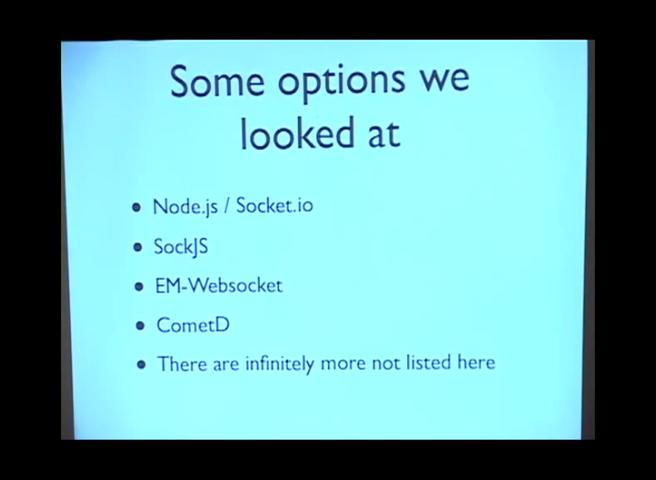 Some options we
looked at
Node.js / Socket.io
SockJS
EM-Websocket
CometD
There are infinitely more not listed here